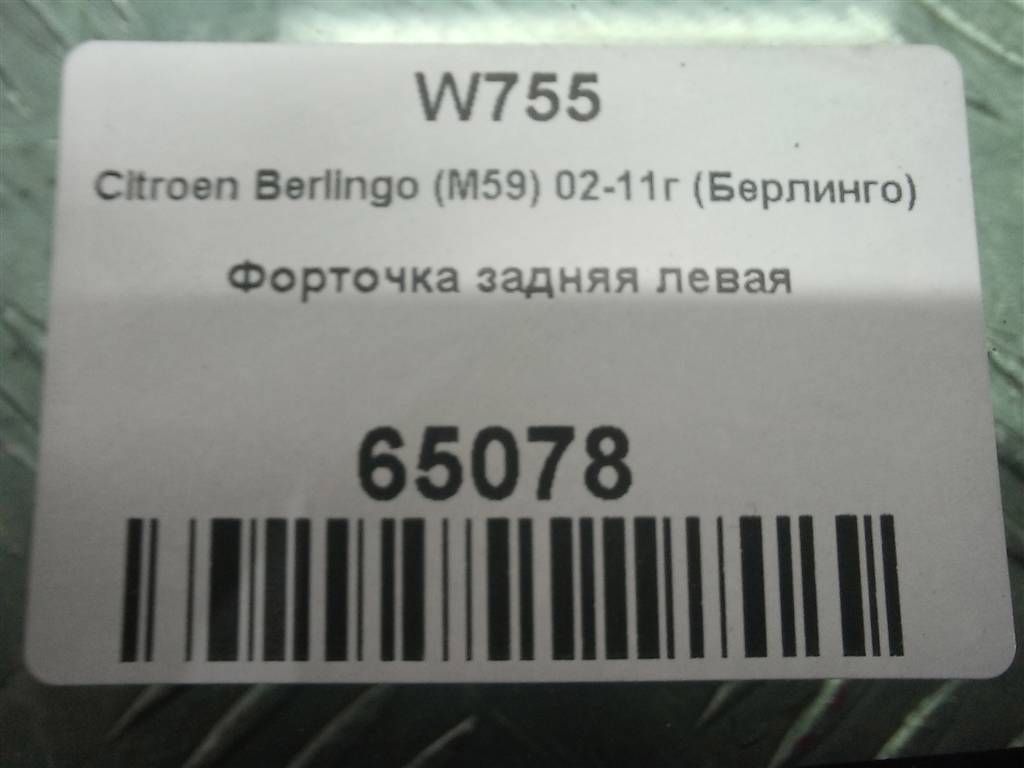 W755
Citroen Berlingo (M59) 02-11г (Берлинго)
Форточка задняя левая
65078